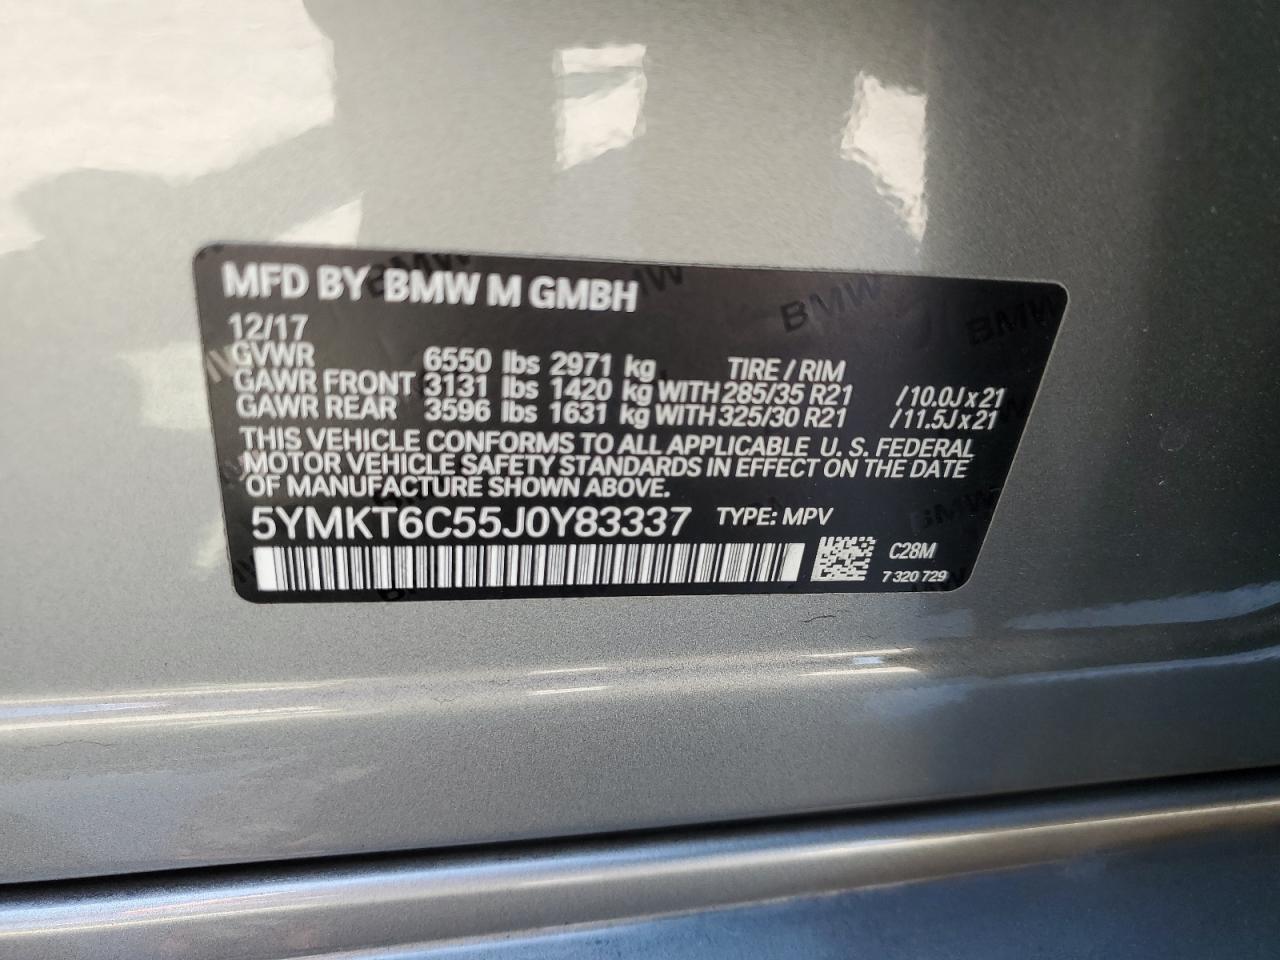 MFD BY BMW M GMBH
12/17
GVWR 6550 lbs 2971 kg TIRE / RIM
GAWR FRONT 3131 lbs 1420 kg WITH 285/35 R21 /10.0J x 21
GAWR REAR 3596 lbs 1631 kg WITH 325/30 R21 /11.5J x 21
THIS VEHICLE CONFORMS TO ALL APPLICABLE U. S. FEDERAL
MOTOR VEHICLE SAFETY STANDARDS IN EFFECT ON THE DATE
OF MANUFACTURE SHOWN ABOVE.
5YMKT6C55J0Y83337 TYPE: MPV
C28M
7 320 729